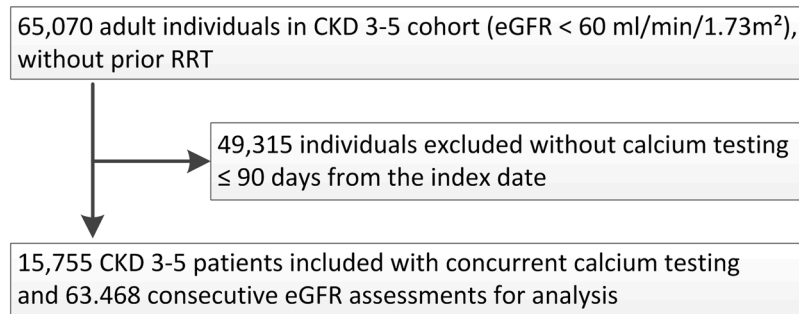 65,070 adult individuals in CKD 3-5 cohort (eGFR < 60 ml/min/1.73m²),
without prior RRT
49,315 individuals excluded without calcium testing
≤ 90 days from the index date
15,755 CKD 3-5 patients included with concurrent calcium testing
and 63.468 consecutive eGFR assessments for analysis